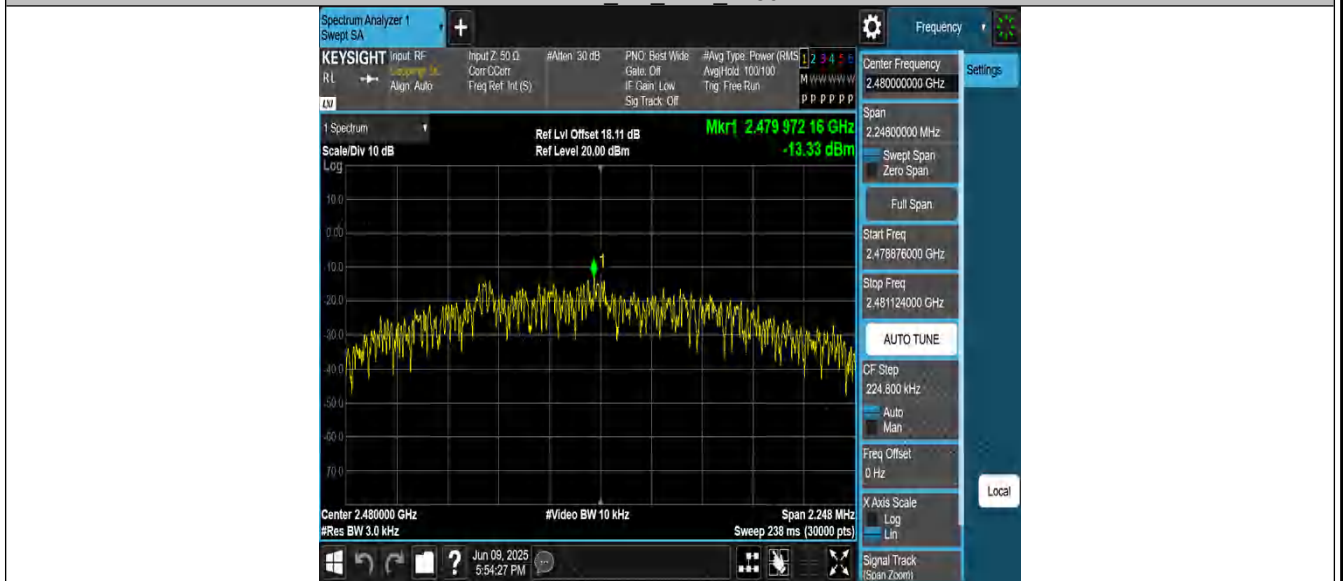 Spectrum Analyzer 1
Swept SA
+
Frequency
KEYSIGHT
Input: RF
Coupling: DC
Align: Auto
RL
LXI
Input Z: 50 Ω
Corr CCorr
Freq Ref: Int (S)
#Atten: 30 dB
PNO: Best Wide
Gate: Off
IF Gain: Low
Sig Track: Off
#Avg Type: Power (RMS
Avg|Hold: 100/100
Trig: Free Run
1 2 3 4 5 6
M W W W W W
P P P P P P
1 Spectrum
Scale/Div 10 dB
Log
Ref Lvl Offset 18.11 dB
Ref Level 20.00 dBm
Mkr1 2.479 972 16 GHz
-13.33 dBm
10.0
0.00
-10.0
-20.0
-30.0
-40.0
-50.0
-60.0
-70.0
1
Center 2.480000 GHz
#Res BW 3.0 kHz
#Video BW 10 kHz
Span 2.248 MHz
Sweep 238 ms (30000 pts)
Jun 09, 2025
5:54:27 PM
?
Center Frequency
2.480000000 GHz
Settings
Span
2.24800000 MHz
Swept Span
Zero Span
Full Span
Start Freq
2.478876000 GHz
Stop Freq
2.481124000 GHz
AUTO TUNE
CF Step
224.800 kHz
Auto
Man
Freq Offset
0 Hz
X Axis Scale
Log
Lin
Local
Signal Track
(Span Zoom)